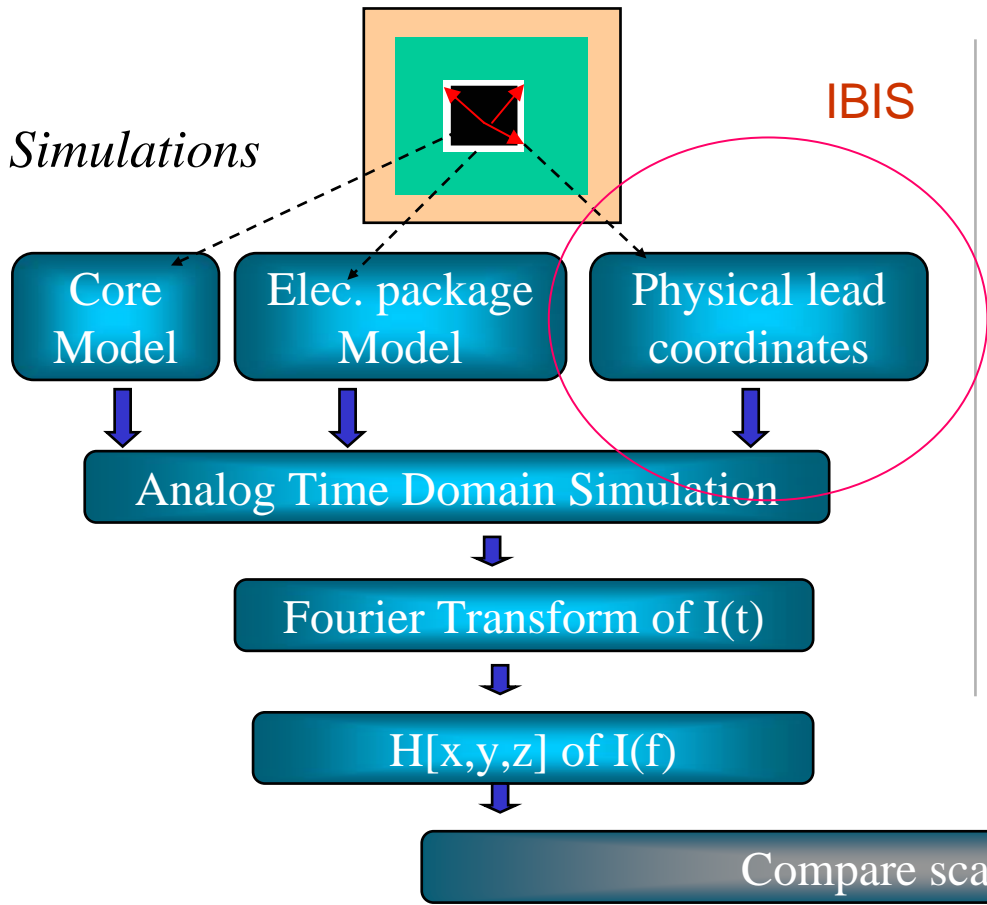 IBIS
Simulations
Core
Model
Elec. package
Model
Physical lead
coordinates
Analog Time Domain Simulation
Fourier Transform of I(t)
H[x,y,z] of I(f)
Compare